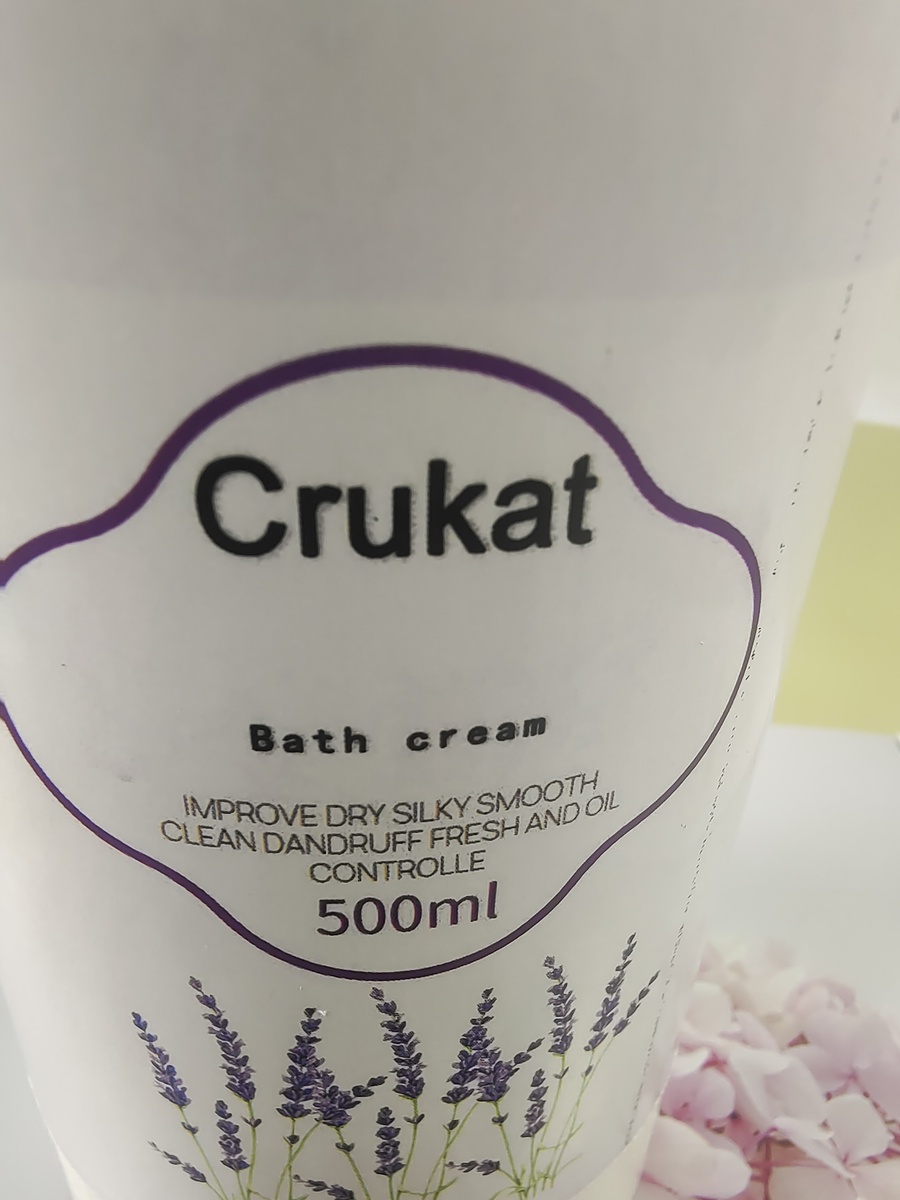 Crukat
Bath cream
IMPROVE DRY SILKY SMOOTH
CLEAN DANDRUFF FRESH AND OIL
CONTROLLE
500ml